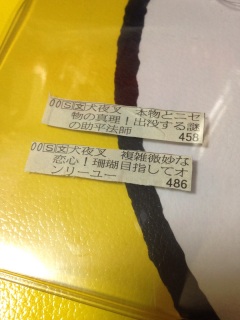 00Ⓢ文犬夜叉 本物とニセ
物の真理!出没する謎
の助平法師
458
00Ⓢ文犬夜叉 複雑微妙な
恋心!珊瑚目指してオ
ンリーユー
486